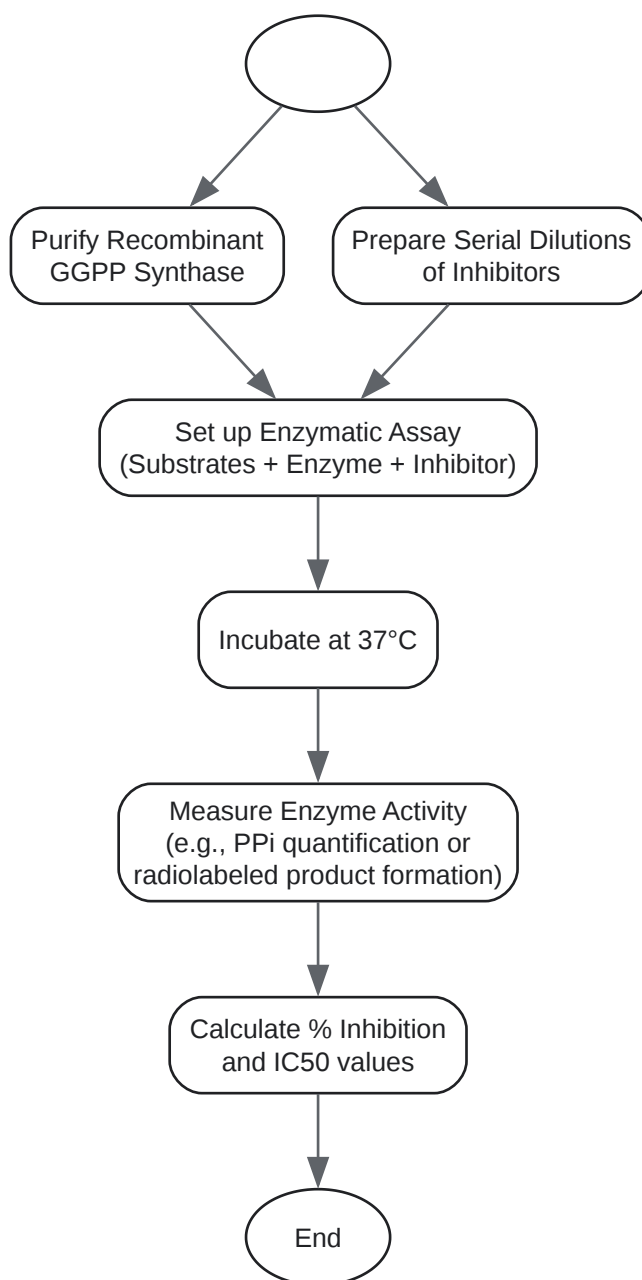 Purify Recombinant
GGPP Synthase
Prepare Serial Dilutions
of Inhibitors
Set up Enzymatic Assay
(Substrates + Enzyme + Inhibitor)
Incubate at 37°C
Measure Enzyme Activity
(e.g., PPi quantification or
radiolabeled product formation)
Calculate % Inhibition
and IC50 values
End